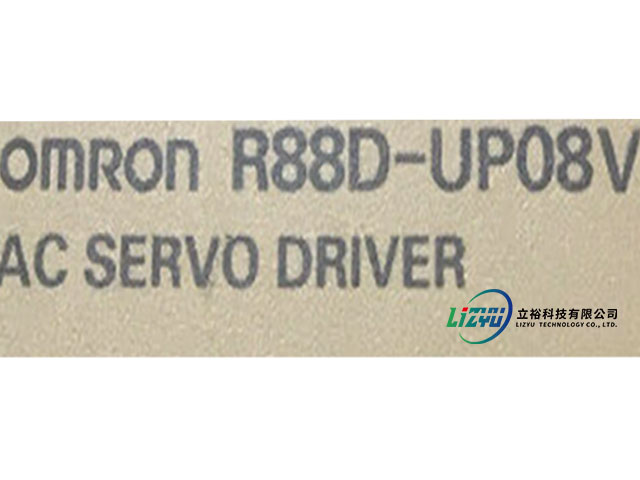 omron R88D-UP08V
AC SERVO DRIVER
LiZYU
立裕科技有限公司
LIZYU TECHNOLOGY CO., LTD.